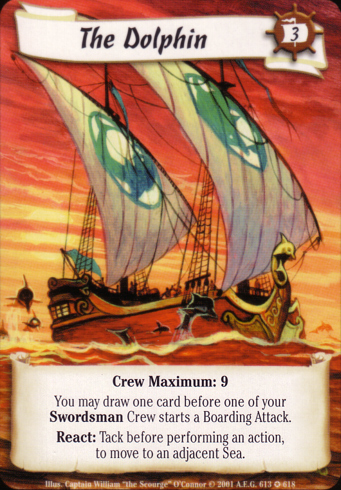 The Dolphin
3
Crew Maximum: 9
You may draw one card before one of your
Swordsman Crew starts a Boarding Attack.
React: Tack before performing an action,
to move to an adjacent Sea.
Illus. Captain William "the Scourge" O'Connor © 2001 A.E.G. 613 ✪ 618